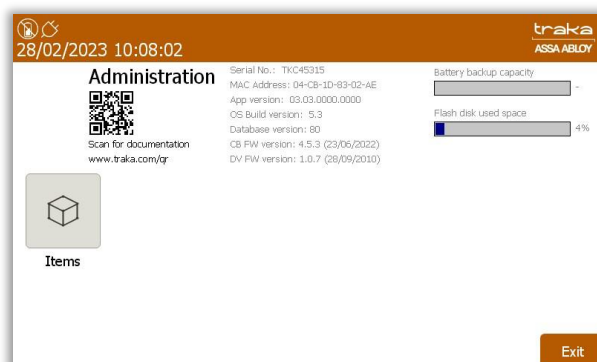 traka
28/02/2023 10:08:02
ASSA ABLOY
Administration
Scan for documentation
www.traka.com/qr
Serial No.: TKC45315
MAC Address: 04-CB-1D-83-02-AE
App version: 03.03.0000.0000
OS Build version: 5.3
Database version: 80
CB FW version: 4.5.3 (23/06/2022)
DV FW version: 1.0.7 (28/09/2010)
Battery backup capacity
-
Flash disk used space
4%
Items
Exit